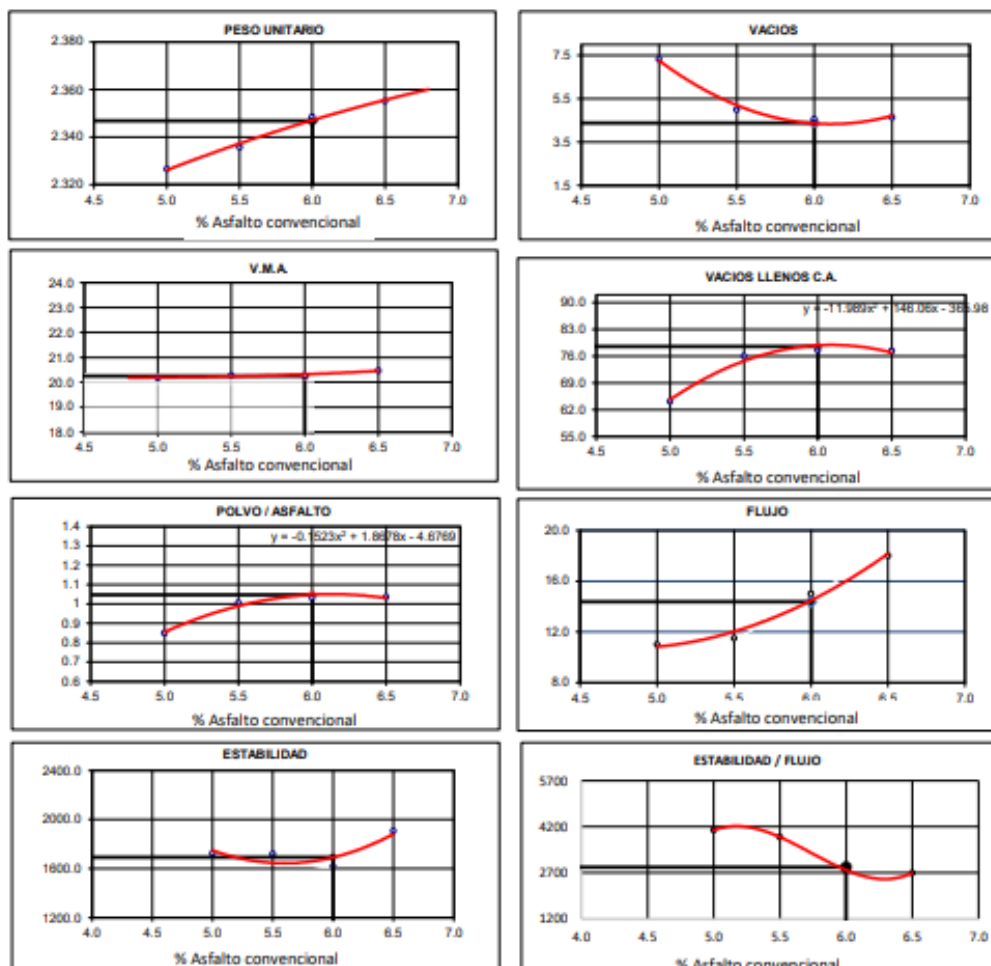 PESO UNITARIO
2.380
2.360
2.340
2.320
4.5 5.0 5.5 6.0 6.5 7.0
% Asfalto convencional
VACIOS
7.5
5.5
3.5
1.5
4.5 5.0 5.5 6.0 6.5 7.0
% Asfalto convencional
V.M.A.
24.0
23.0
22.0
21.0
20.0
19.0
18.0
4.5 5.0 5.5 6.0 6.5 7.0
% Asfalto convencional
VACIOS LLENOS C.A.
90.0
y = -11.989x² + 146.06x -
83.0
76.0
69.0
62.0
55.0
4.5 5.0 5.5 6.0 6.5 7.0
% Asfalto convencional
POLVO / ASFALTO
1.4
y = -0.1523x² + 1.8678x - 4.6769
1.3
1.2
1.1
1
0.9
0.8
0.7
0.6
4.5 5.0 5.5 6.0 6.5 7.0
% Asfalto convencional
FLUJO
20.0
16.0
12.0
8.0
4.5 5.0 5.5 6.0 6.5 7.0
% Asfalto convencional
ESTABILIDAD
2400.0
2000.0
1600.0
1200.0
4.0 4.5 5.0 5.5 6.0 6.5 7.0
% Asfalto convencional
ESTABILIDAD / FLUJO
5700
4200
2700
1200
4.0 4.5 5.0 5.5 6.0 6.5 7.0
% Asfalto convencional